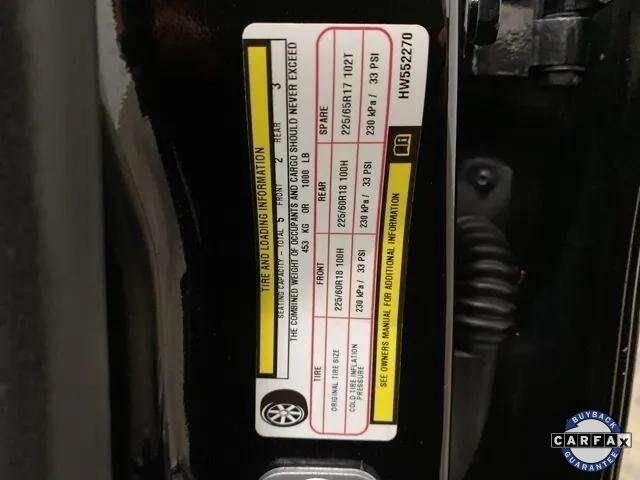 TIRE AND LOADING INFORMATION
SEATING CAPACITY - TOTAL 5 FRONT 2 REAR 3
THE COMBINED WEIGHT OF OCCUPANTS AND CARGO SHOULD NEVER EXCEED
453 KG OR 1000 LB
TIRE FRONT REAR SPARE
ORIGINAL TIRE SIZE 225/60R18 100H 225/60R18 100H 225/65R17 102T
COLD TIRE INFLATION PRESSURE 230 kPa / 33 PSI 230 kPa / 33 PSI 230 kPa / 33 PSI
SEE OWNERS MANUAL FOR ADDITIONAL INFORMATION
HW552270
BUYBACK
CARFAX
GUARANTEE